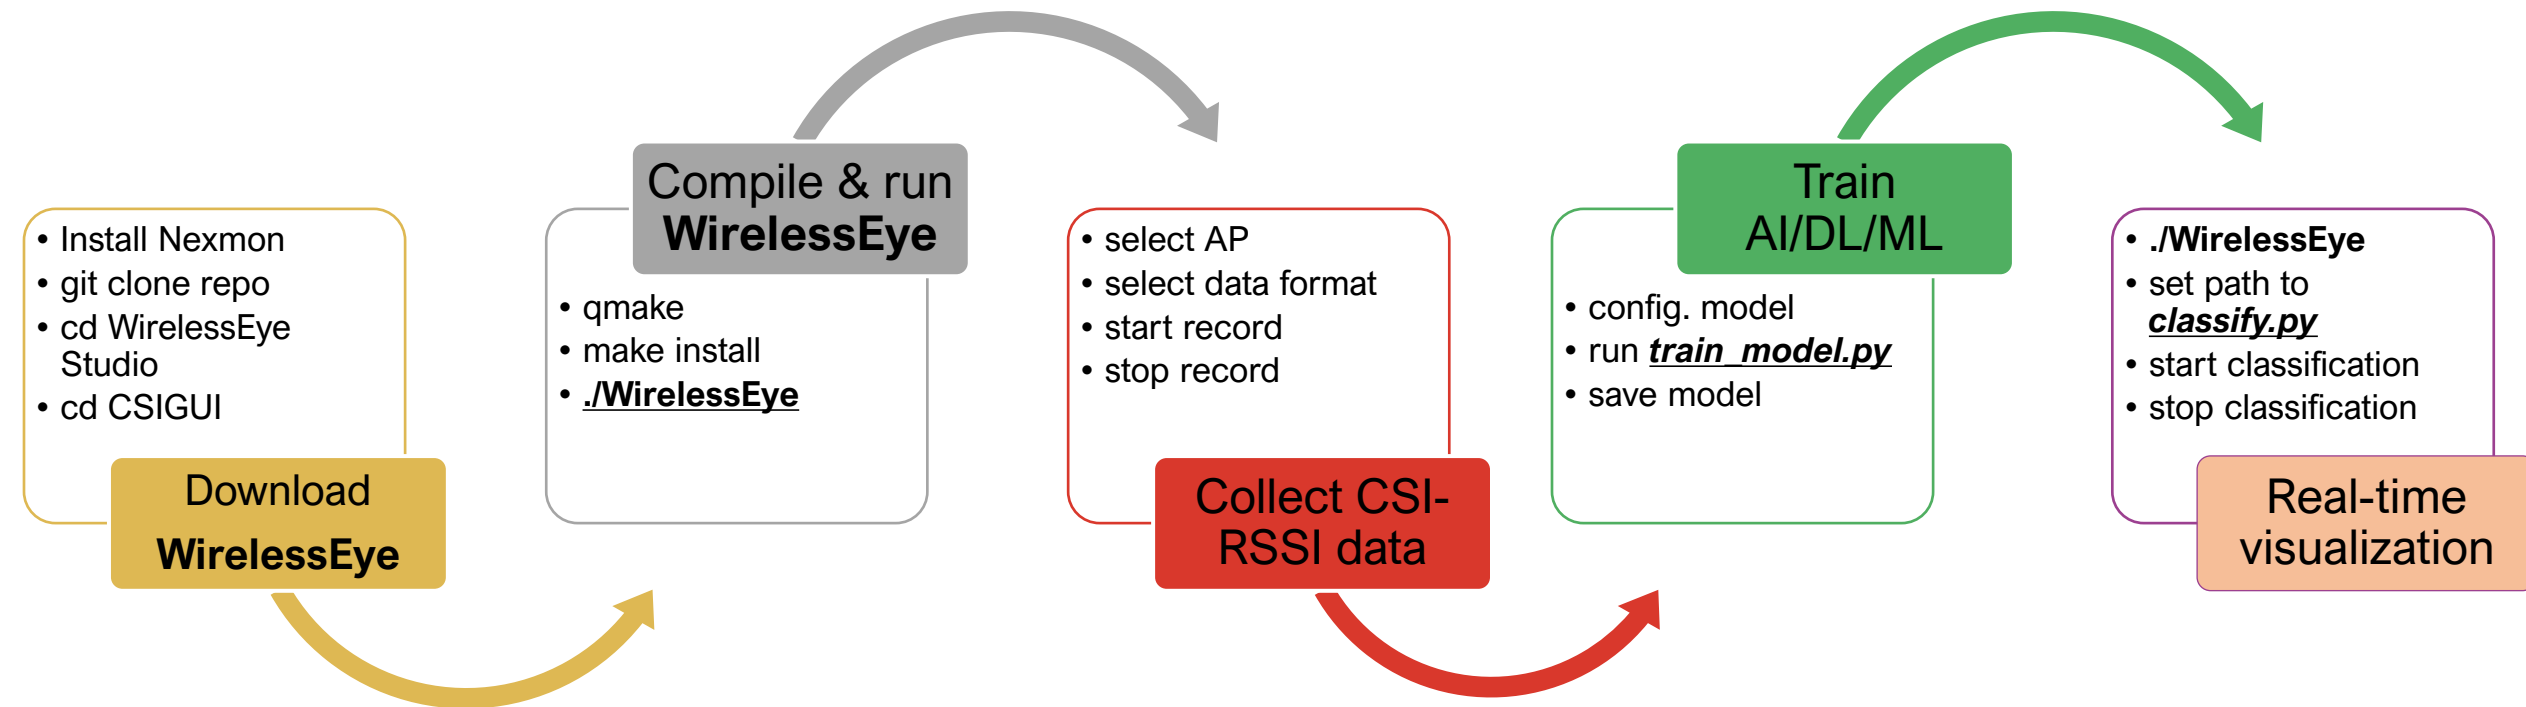 • Install Nexmon
• git clone repo
• cd WirelessEye
Studio
• cd CSIGUI
Download
WirelessEye
Compile & run
WirelessEye
• qmake
• make install
• ./WirelessEye
• select AP
• select data format
• start record
• stop record
Collect CSI-
RSSI data
Train
AI/DL/ML
• config. model
• run train_model.py
• save model
• ./WirelessEye
• set path to
classify.py
• start classification
• stop classification
Real-time
visualization